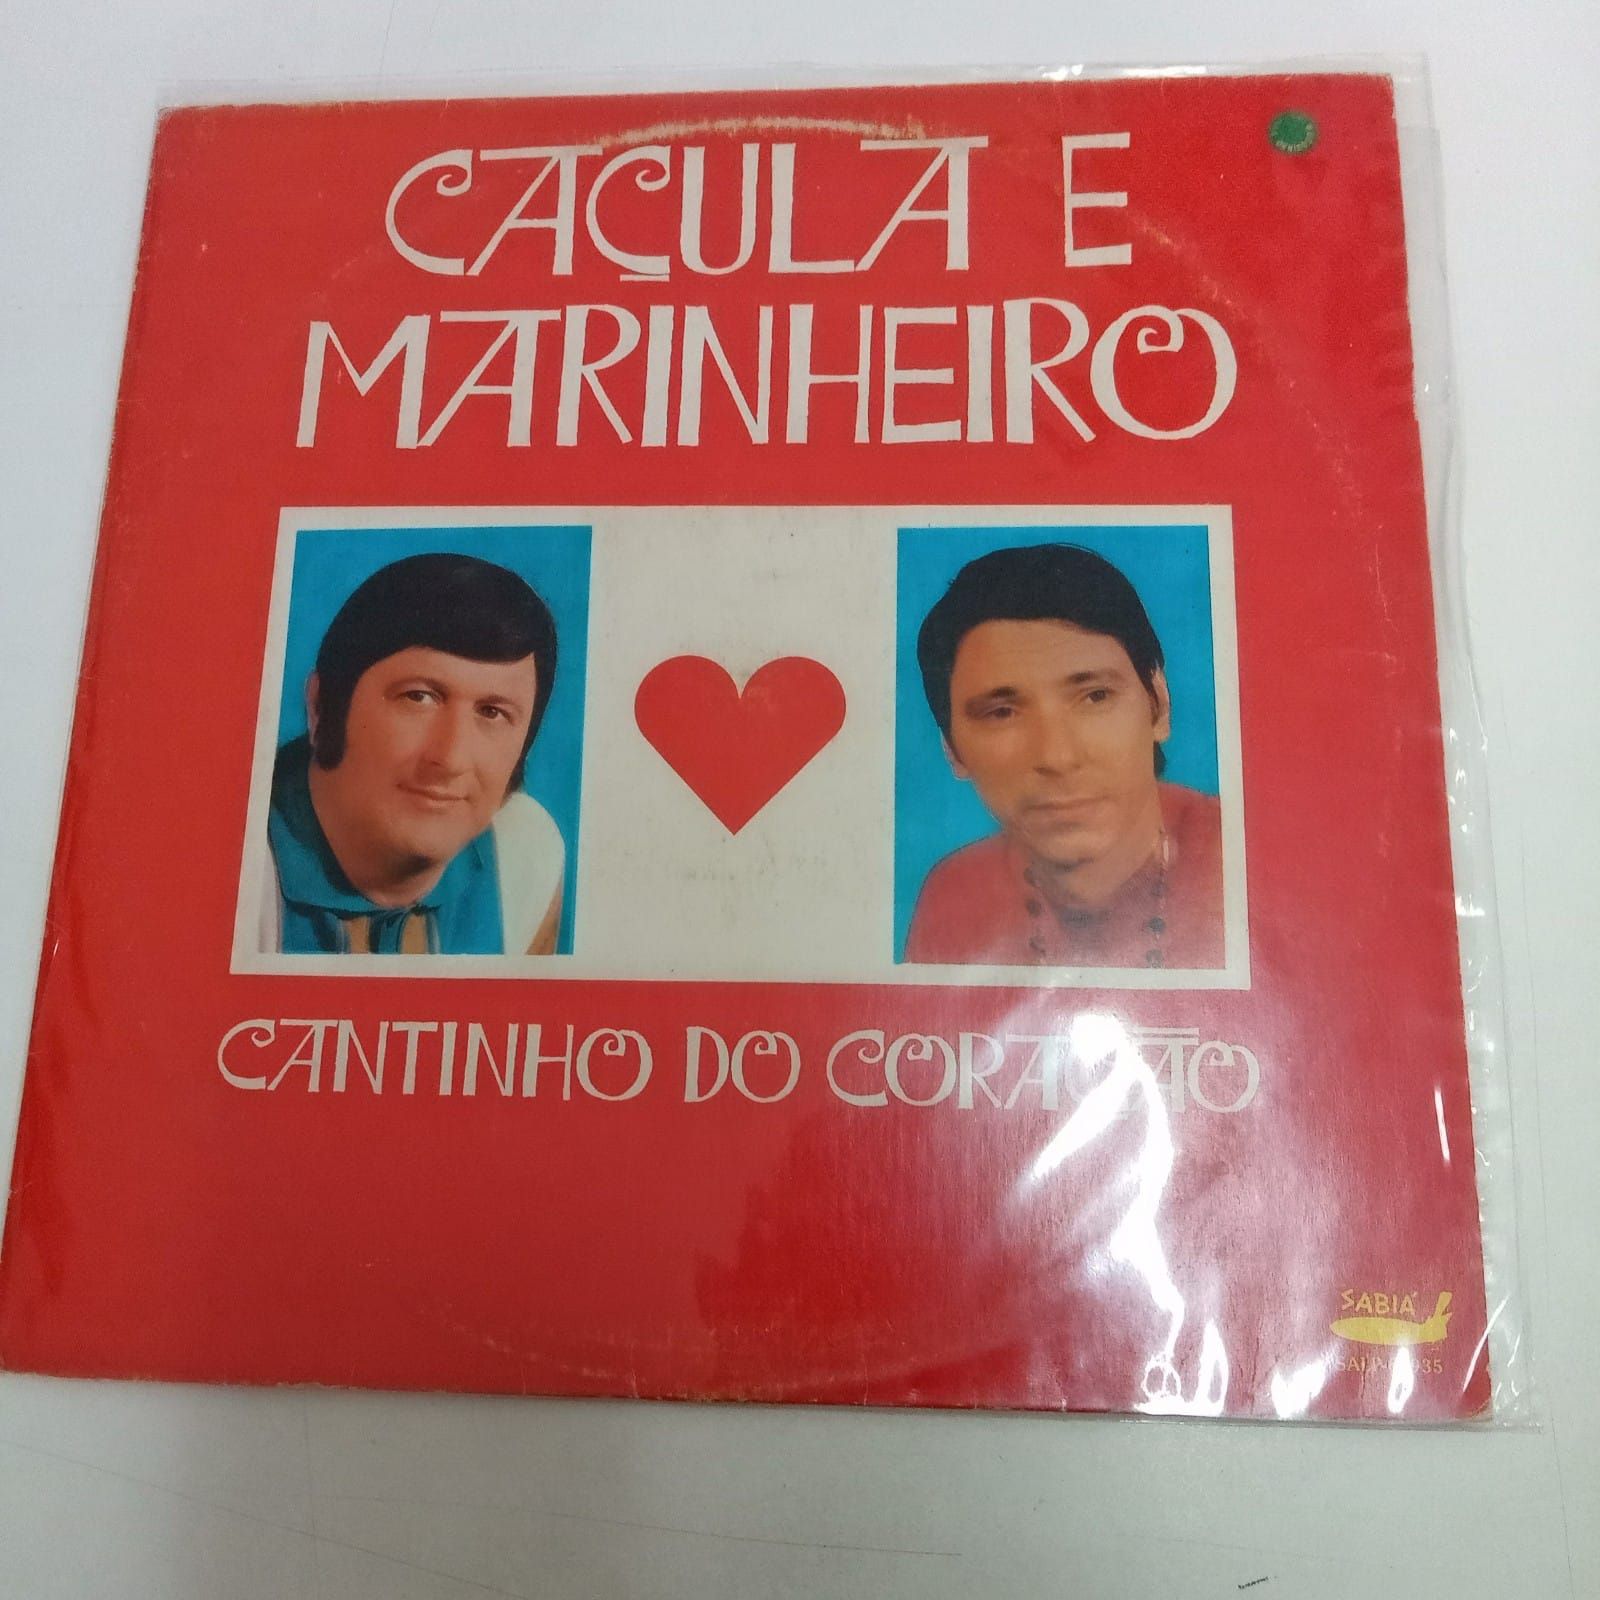 CAÇULA E
MARINHEIRO
CANTINHO DO CORAÇÃO
SABIÁ